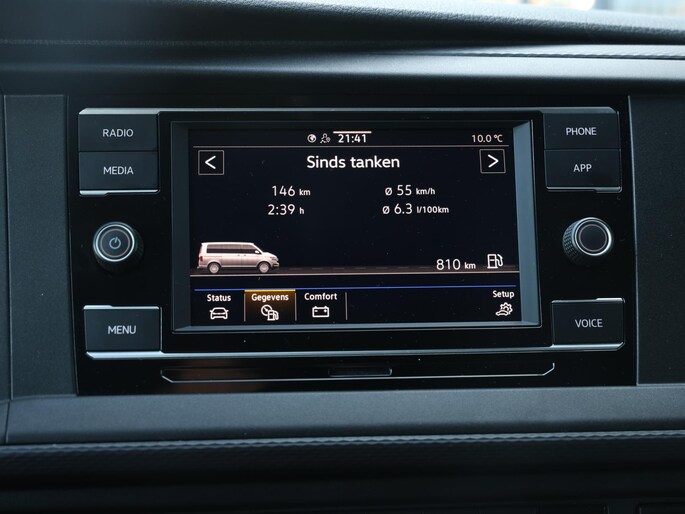 RADIO
MEDIA
MENU
21:41
10.0 °C
<
Sinds tanken
>
146 km
Ø 55 km/h
2:39 h
Ø 6.3 l/100km
810 km
Status
Gegevens
Comfort
Setup
PHONE
APP
VOICE